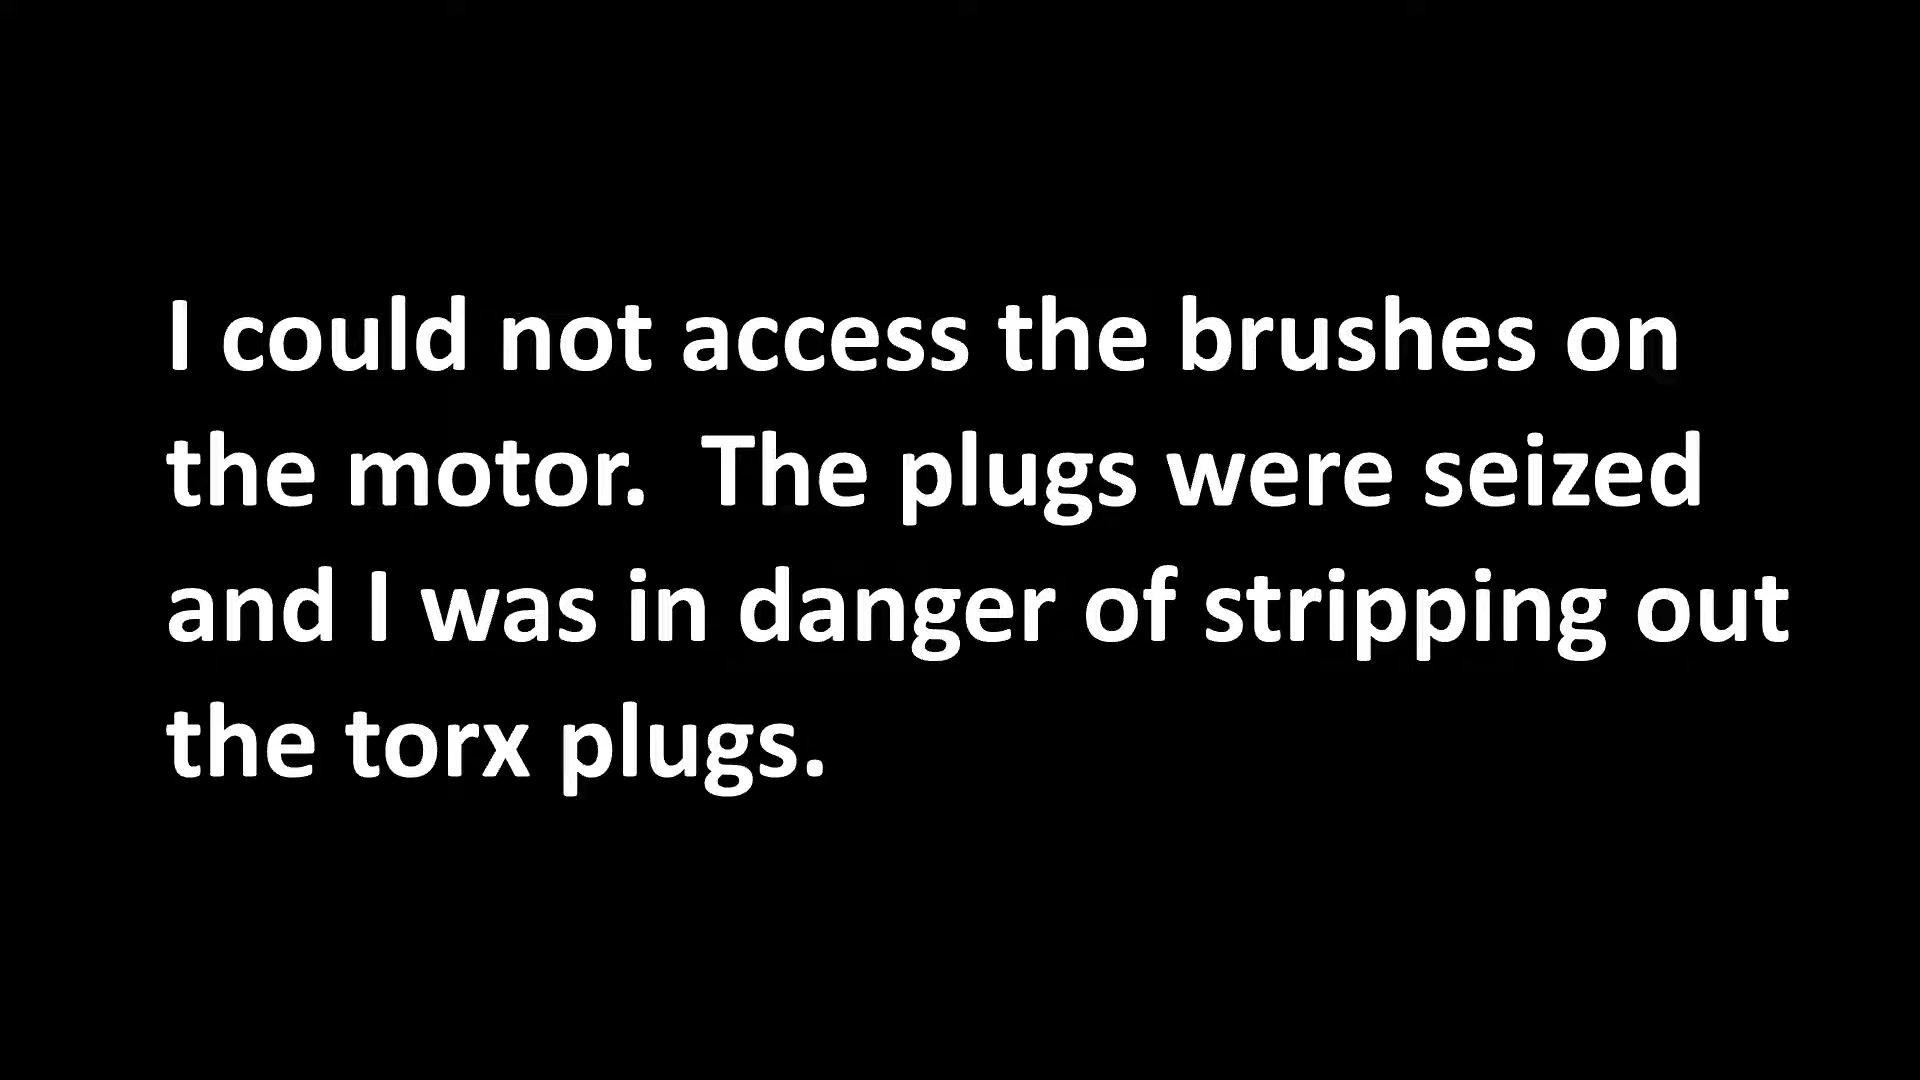 I could not access the brushes on
the motor.  The plugs were seized
and I was in danger of stripping out
the torx plugs.